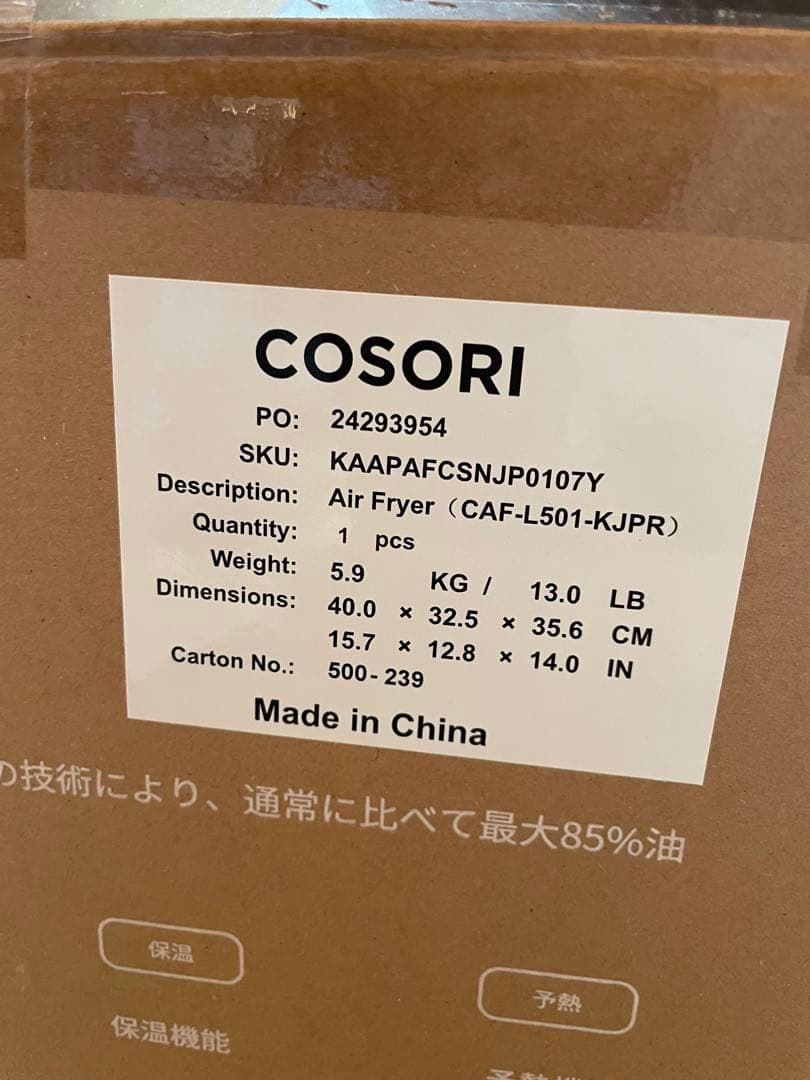 COSORI
PO: 24293954
SKU: KAAPAFCSNJP0107Y
Description: Air Fryer（CAF-L501-KJPR）
Quantity: 1 pcs
Weight: 5.9 KG / 13.0 LB
Dimensions: 40.0 × 32.5 × 35.6 CM
15.7 × 12.8 × 14.0 IN
Carton No.: 500-239
Made in China
の技術により、通常に比べて最大85%油
保温
予熱
保温機能
予熱機